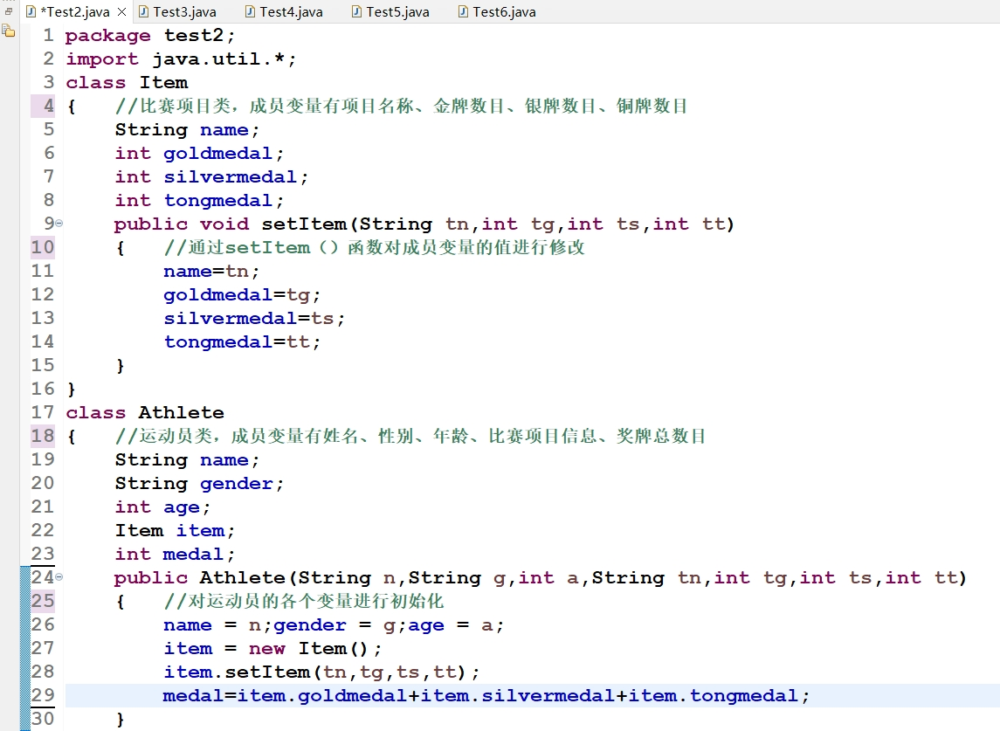 *Test2.java Test3.java Test4.java Test5.java Test6.java
1 package test2;
2 import java.util.*;
3 class Item
4 { //比赛项目类，成员变量有项目名称、金牌数目、银牌数目、铜牌数目
5 String name;
6 int goldmedal;
7 int silvermedal;
8 int tongmedal;
9 public void setItem(String tn,int tg,int ts,int tt)
10 { //通过setItem（）函数对成员变量的值进行修改
11 name=tn;
12 goldmedal=tg;
13 silvermedal=ts;
14 tongmedal=tt;
15 }
16 }
17 class Athlete
18 { //运动员类，成员变量有姓名、性别、年龄、比赛项目信息、奖牌总数目
19 String name;
20 String gender;
21 int age;
22 Item item;
23 int medal;
24 public Athlete(String n,String g,int a,String tn,int tg,int ts,int tt)
25 { //对运动员的各个变量进行初始化
26 name = n;gender = g;age = a;
27 item = new Item();
28 item.setItem(tn,tg,ts,tt);
29 medal=item.goldmedal+item.silvermedal+item.tongmedal;
30 }